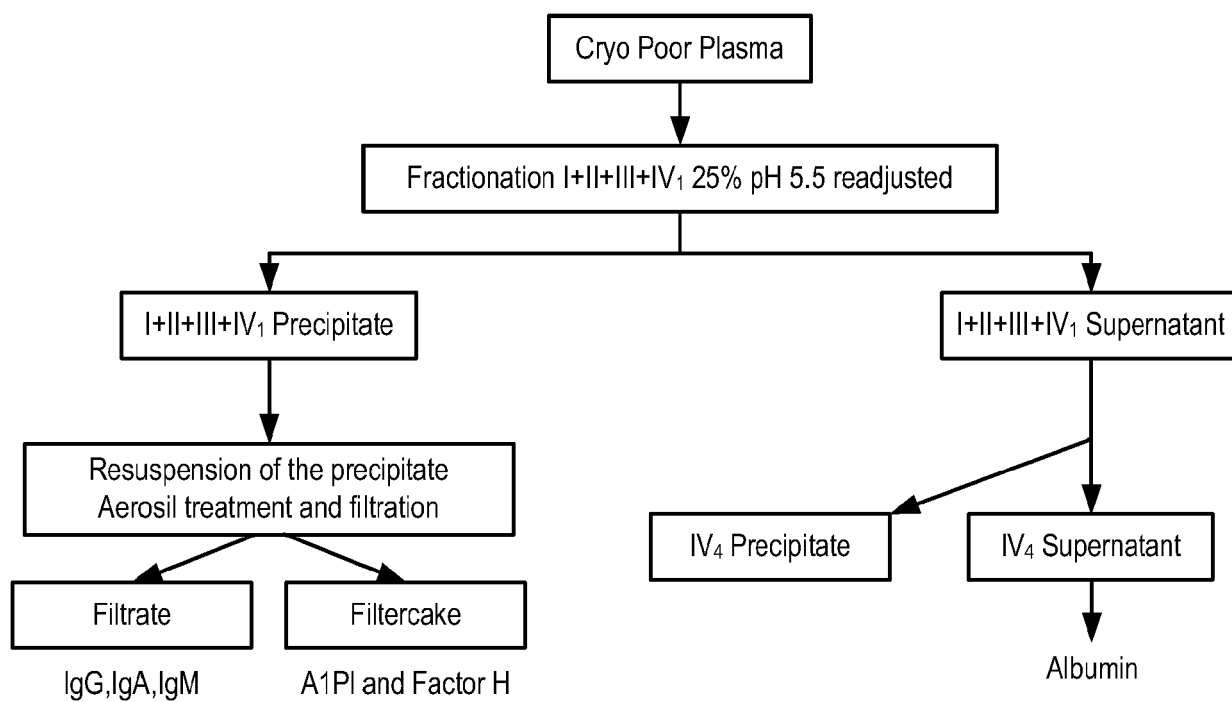 Cryo Poor Plasma
Fractionation I+II+III+IV₁ 25% pH 5.5 readjusted
I+II+III+IV₁ Precipitate
I+II+III+IV₁ Supernatant
Resuspension of the precipitate
Aerosil treatment and filtration
IV₄ Precipitate
IV₄ Supernatant
Filtrate
Filtercake
IgG,IgA,IgM
A1PI and Factor H
Albumin